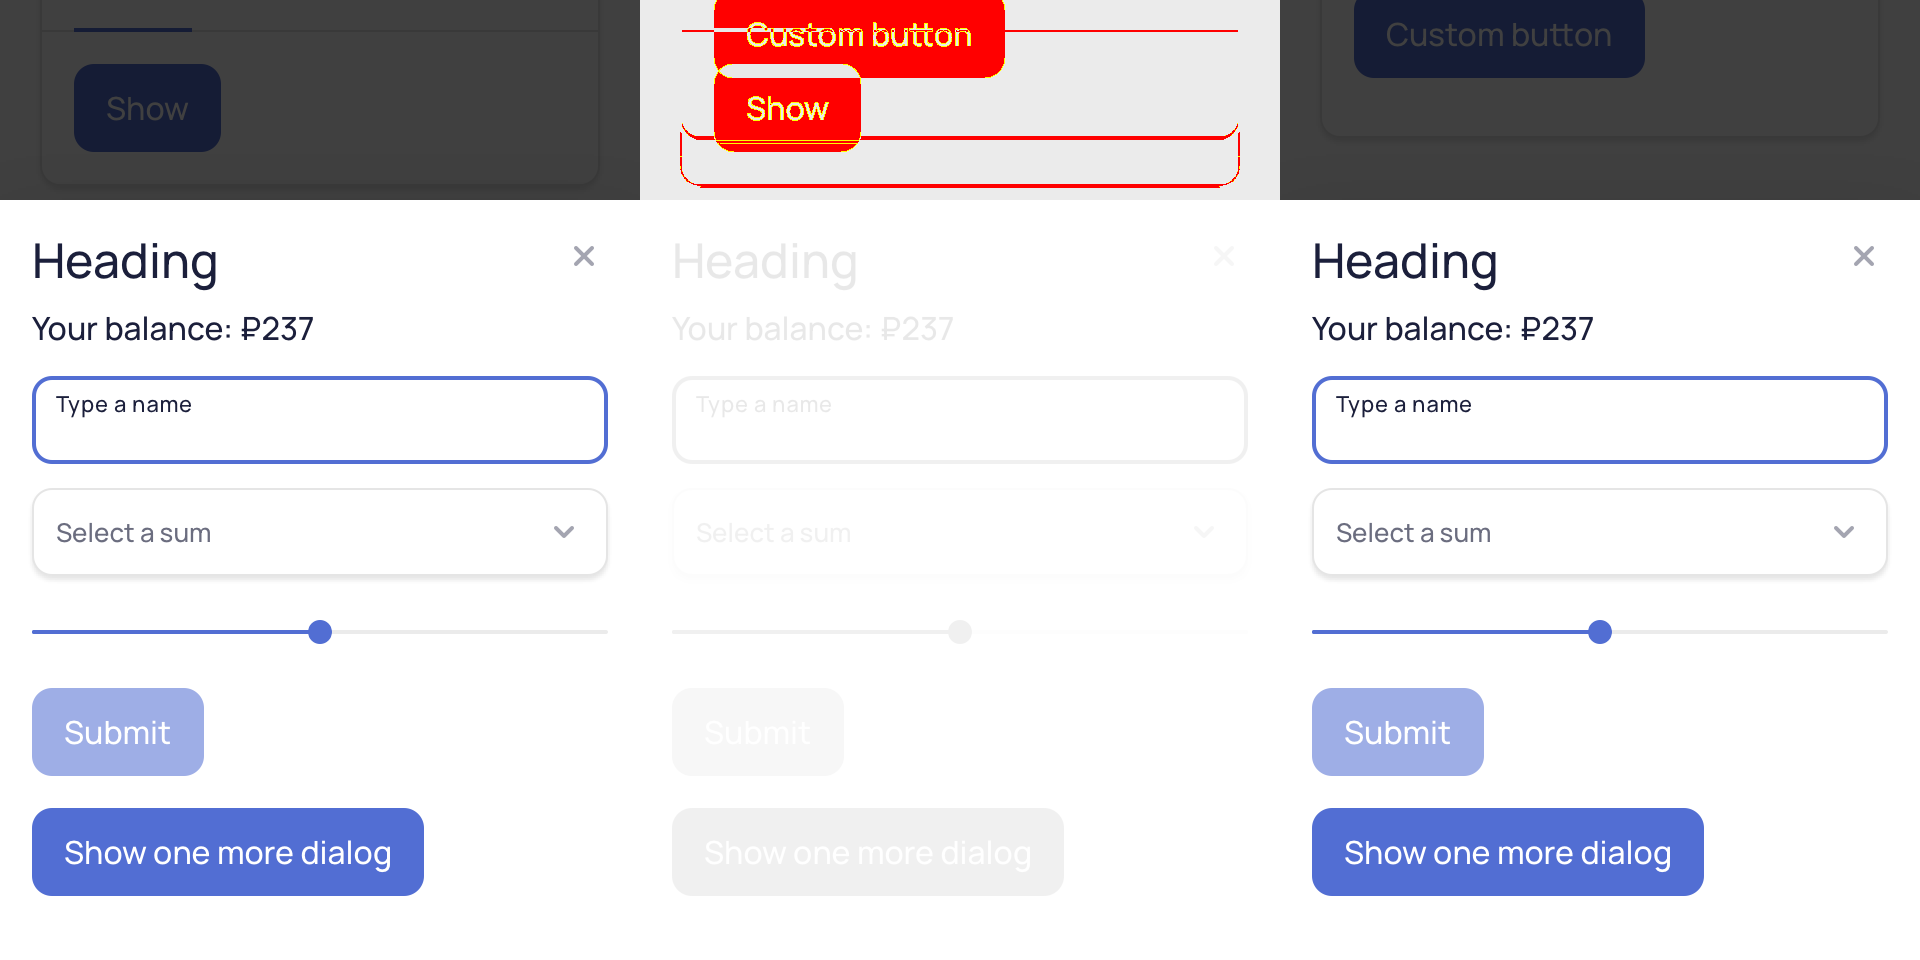 Show
Heading
Your balance: ₽237
Type a name
Select a sum
Submit
Show one more dialog
Custom button
Show
Heading
Your balance: ₽237
Type a name
Select a sum
Submit
Show one more dialog
Custom button
Heading
Your balance: ₽237
Type a name
Select a sum
Submit
Show one more dialog